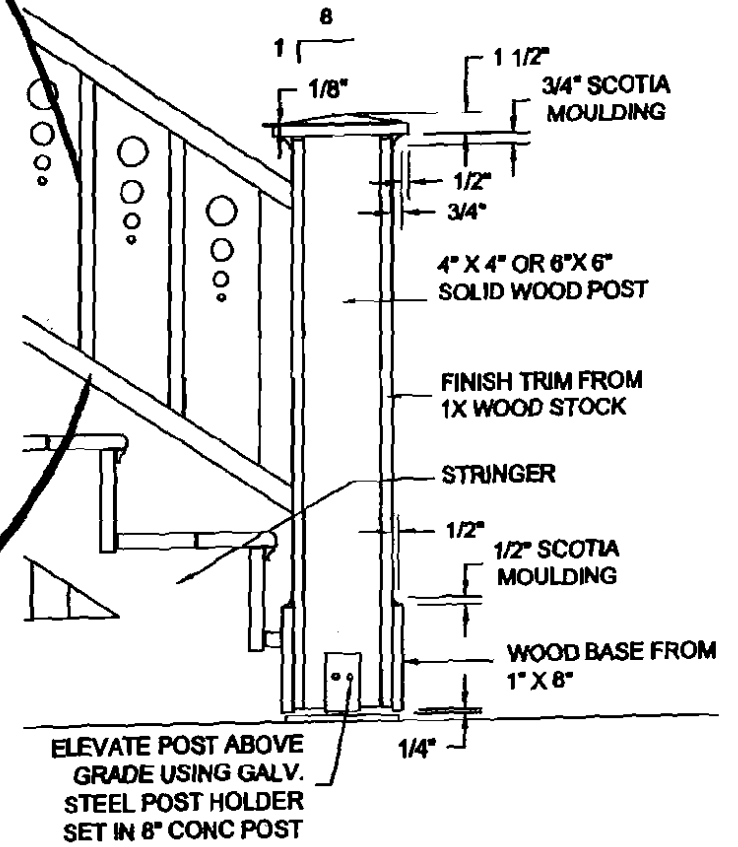 8
1
1 1/2"
1/8"
3/4" SCOTIA
MOULDING
1/2"
3/4"
4" X 4" OR 6"X 6"
SOLID WOOD POST
FINISH TRIM FROM
1X WOOD STOCK
STRINGER
1/2"
1/2" SCOTIA
MOULDING
WOOD BASE FROM
1" X 8"
1/4"
ELEVATE POST ABOVE
GRADE USING GALV.
STEEL POST HOLDER
SET IN 8" CONC POST